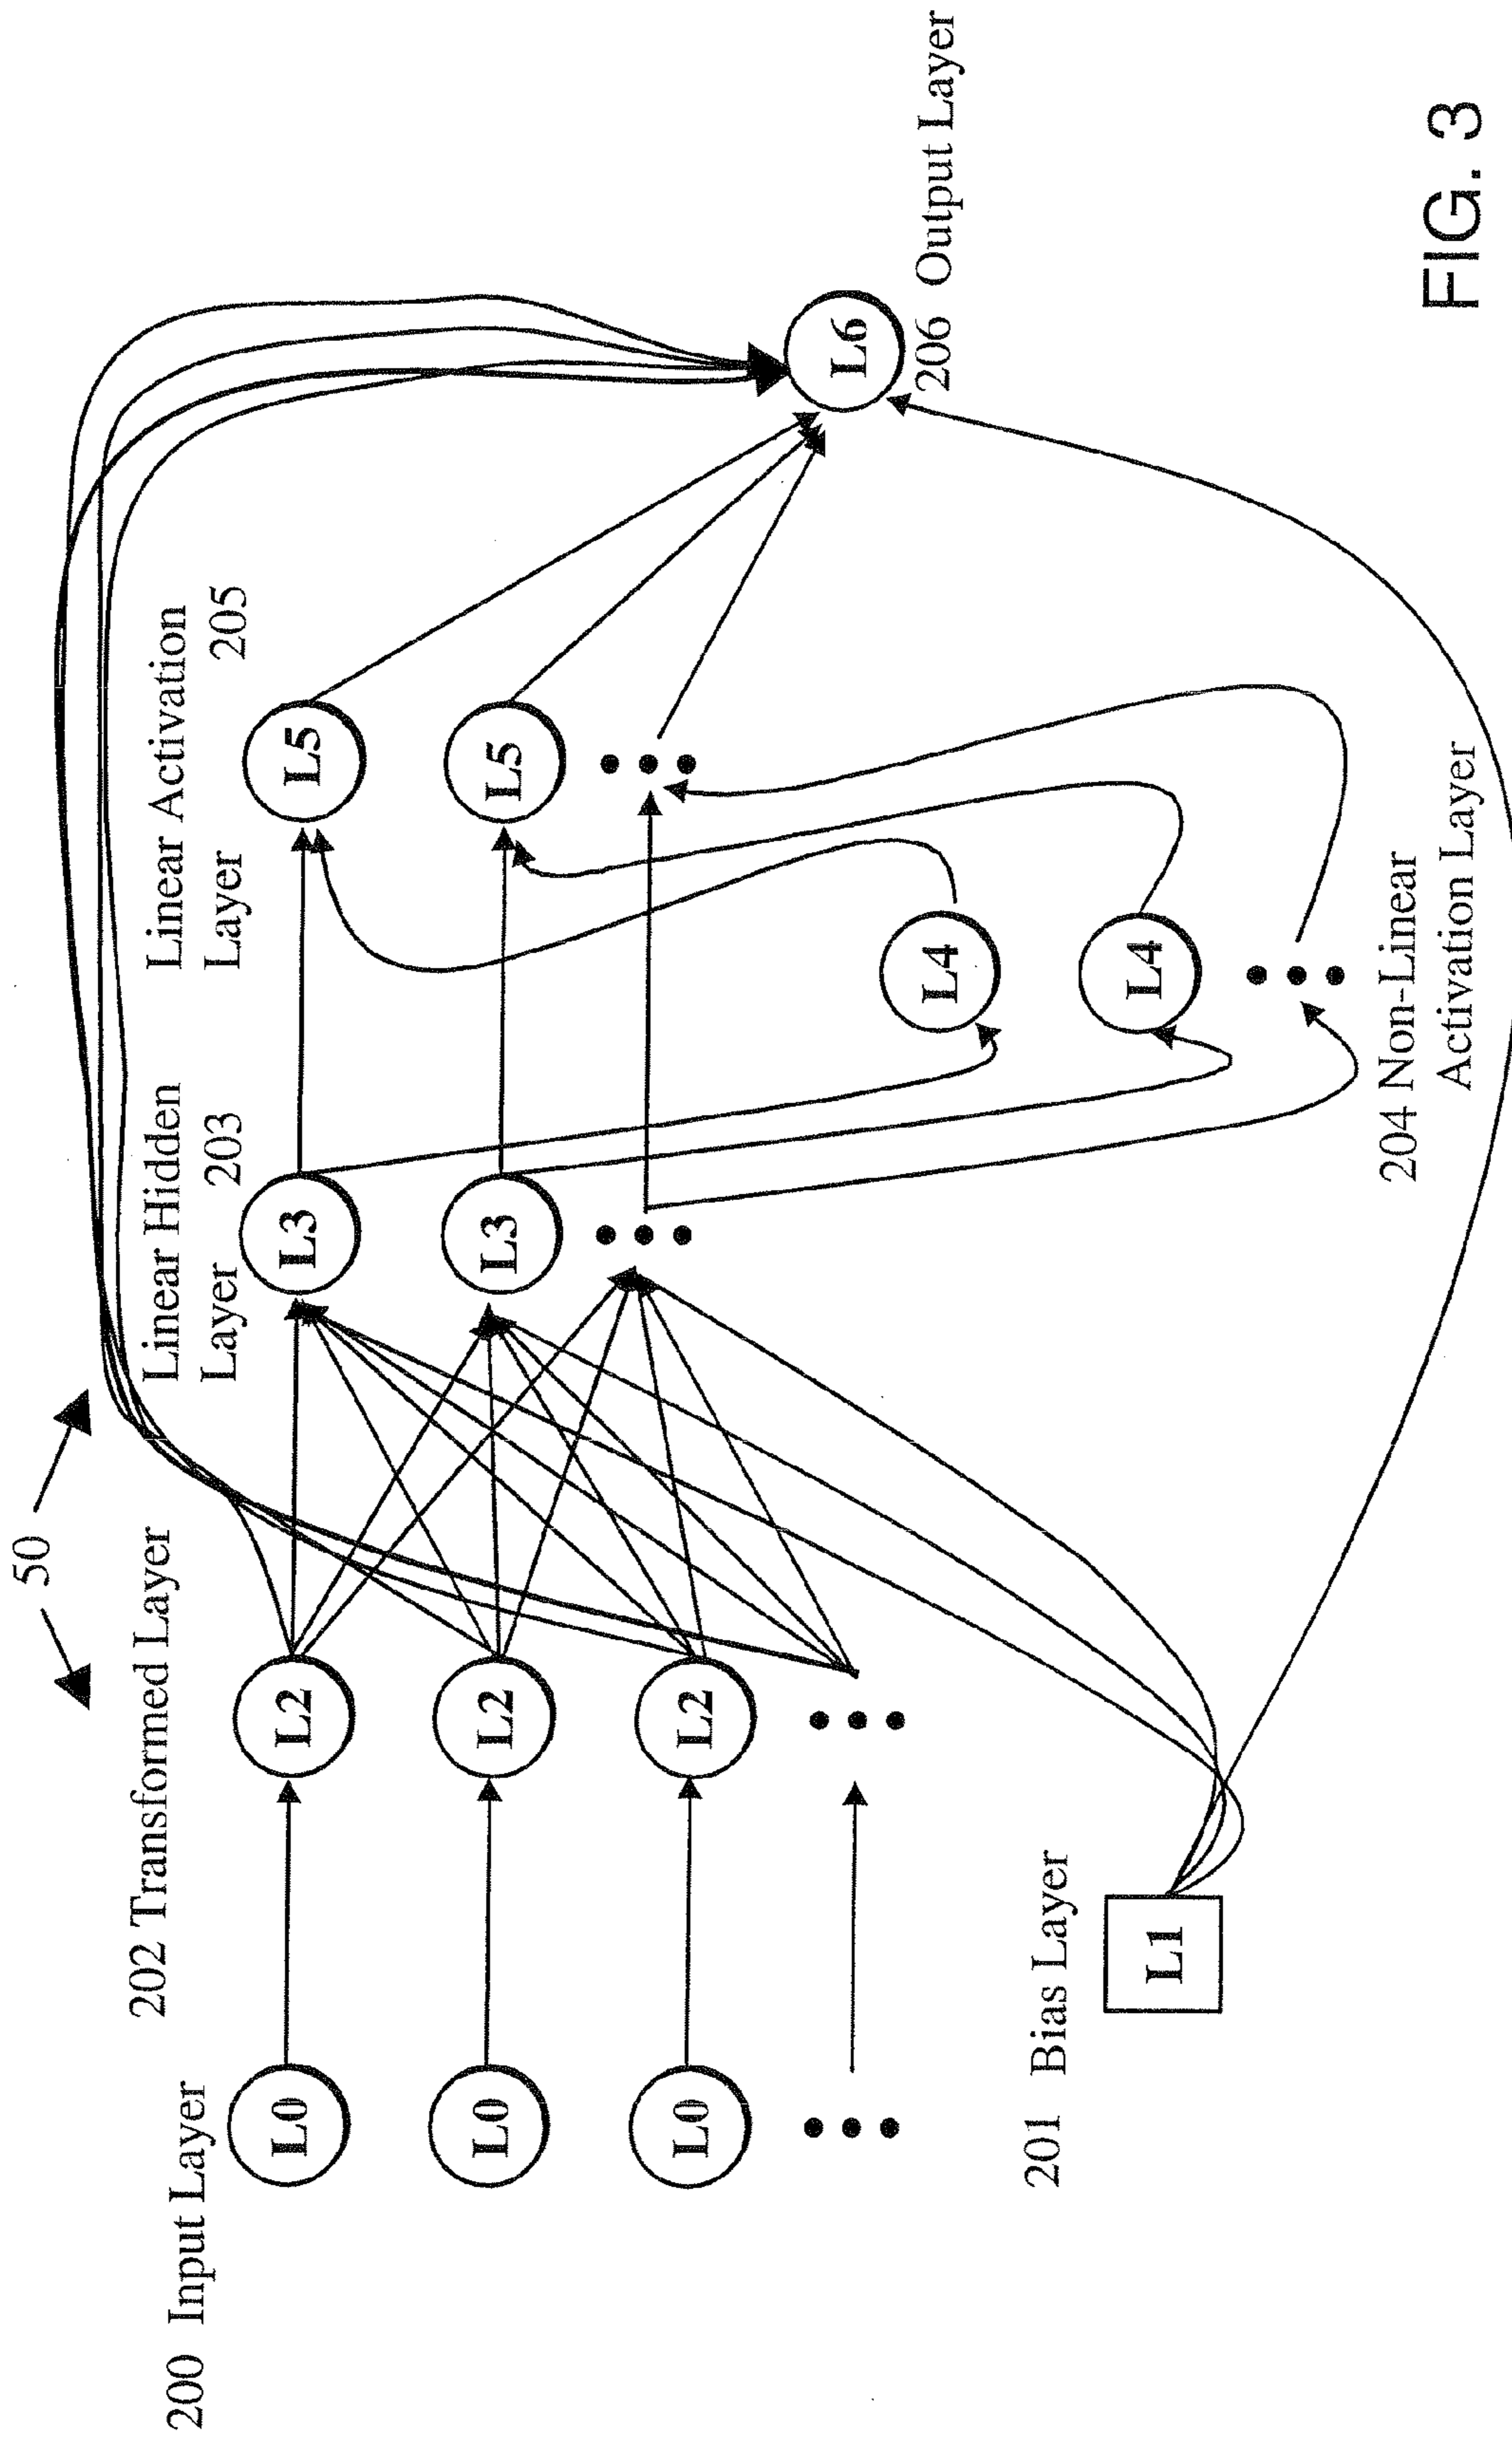 50
200 Input Layer
202 Transformed Layer
Linear Hidden
Layer 203
Linear Activation
Layer 205
L0
L2
L3
L5
L0
L2
L3
L5
L0
L2
L6
206 Output Layer
L4
L4
201 Bias Layer
L1
204 Non-Linear
Activation Layer
FIG. 3